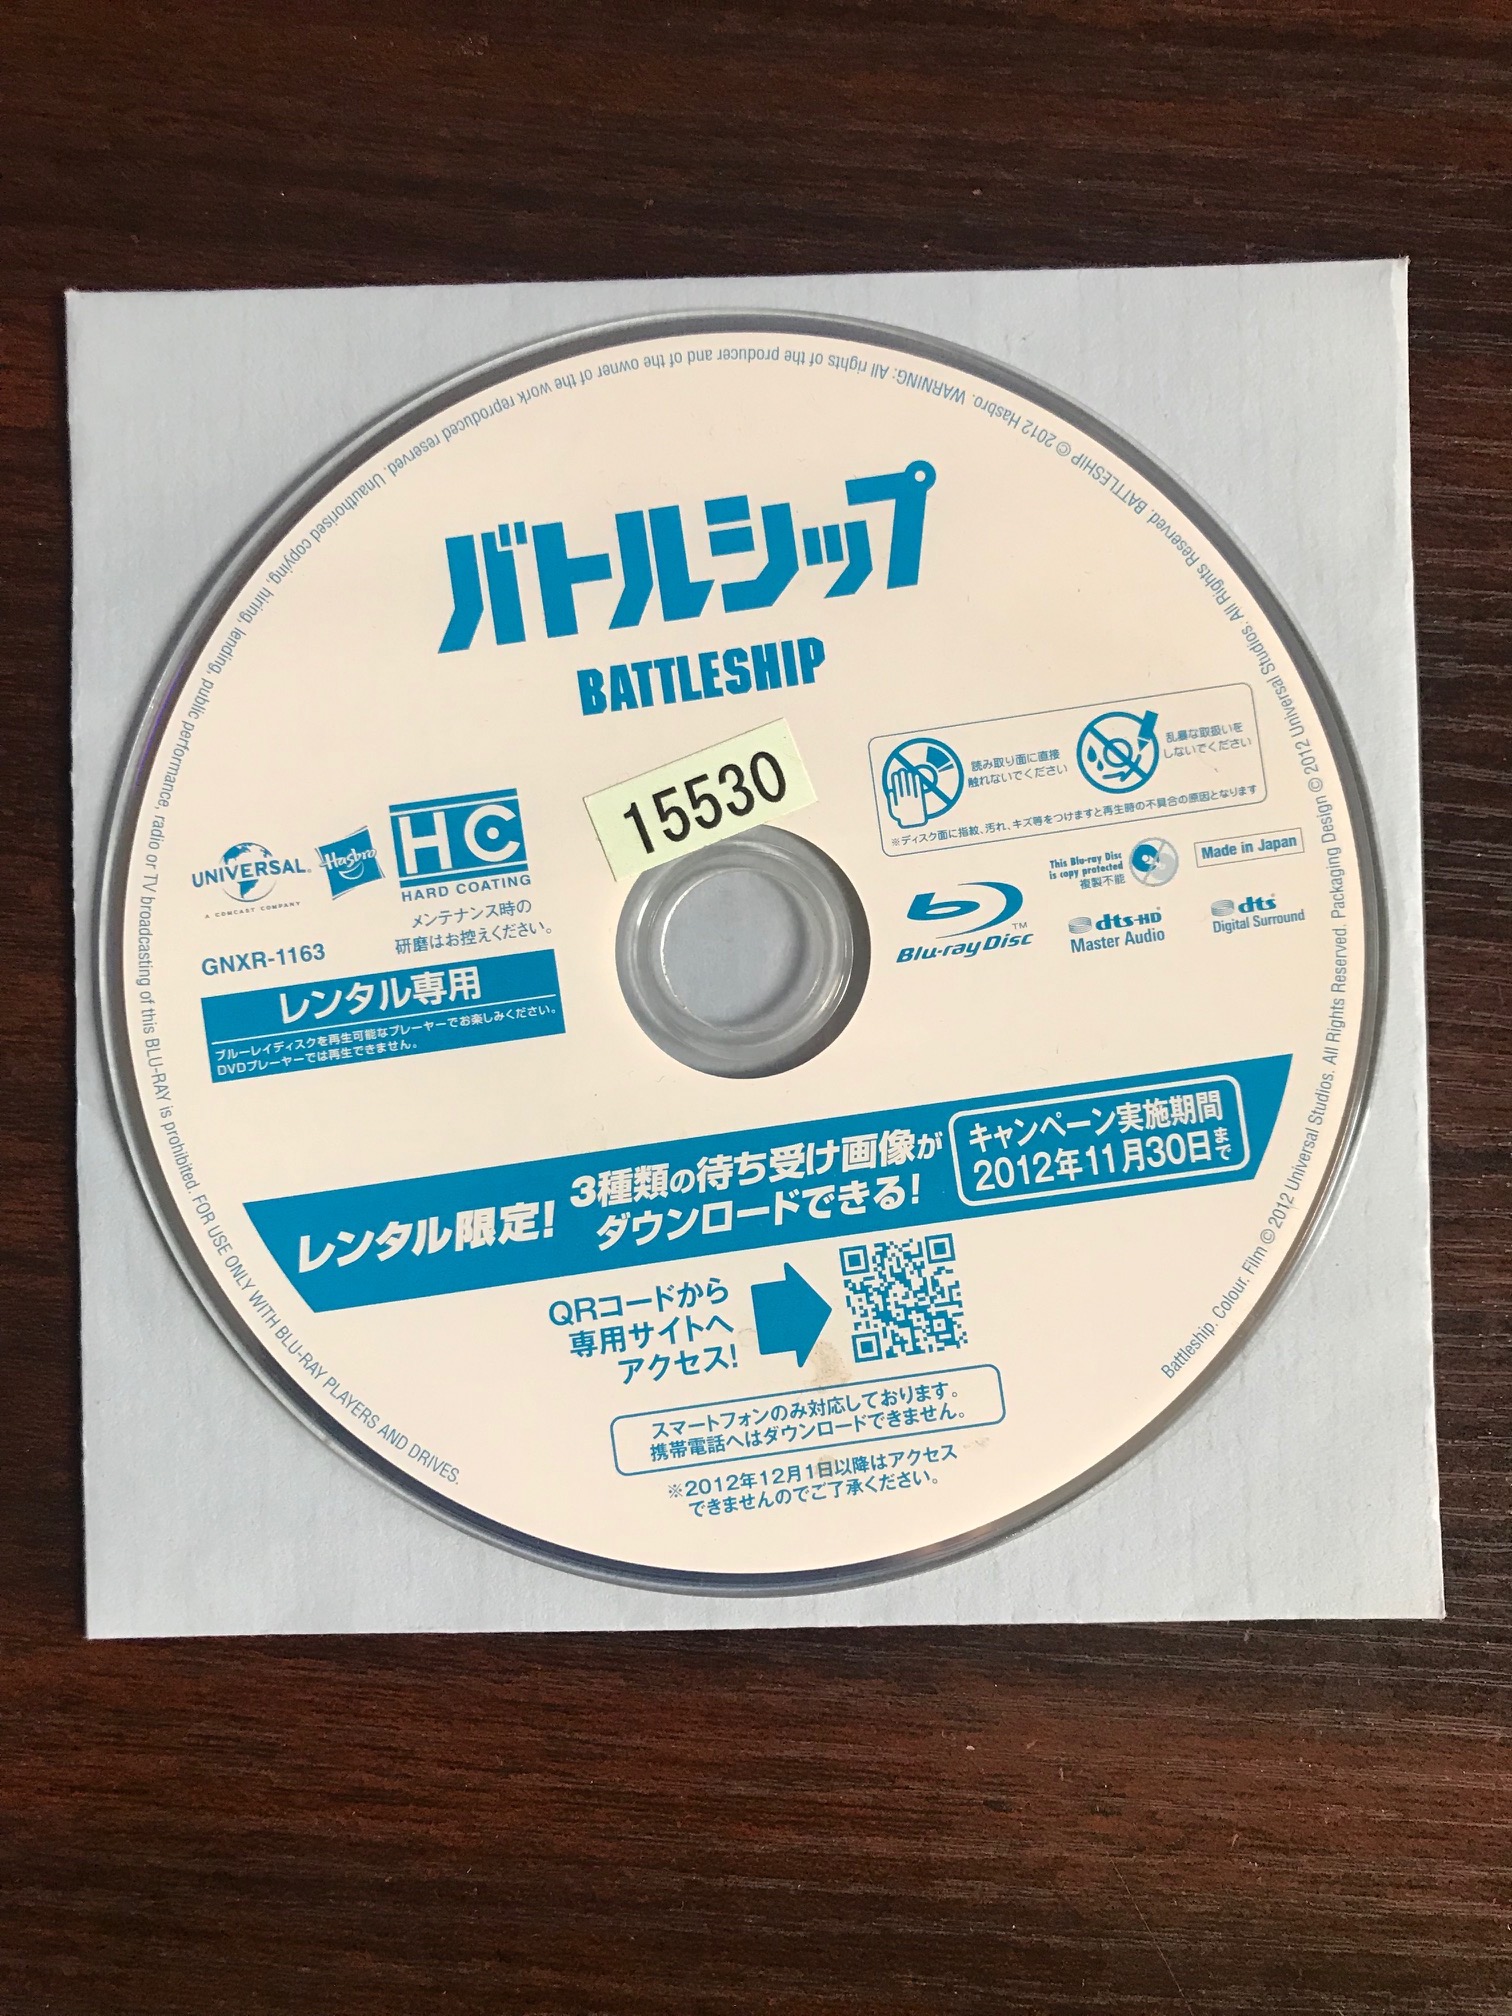 バトルシップ
BATTLESHIP
15530
読み取り面に直接
触れないでください
乱暴な取扱いを
しないでください
※ディスク面に指紋、汚れ、キズ等をつけますと再生時の不具合の原因となります
UNIVERSAL
A COMCAST COMPANY
Hasbro
HC
HARD COATING
メンテナンス時の
研磨はお控えください。
GNXR-1163
レンタル専用
ブルーレイディスクを再生可能なプレーヤーでお楽しみください。
DVDプレーヤーでは再生できません。
Blu-ray Disc TM
This Blu-ray Disc
is copy protected
複製不能
Made in Japan
dts-HD
Master Audio
dts
Digital Surround
レンタル限定!
3種類の待ち受け画像が
ダウンロードできる!
キャンペーン実施期間
2012年11月30日まで
QRコードから
専用サイトへ
アクセス!
スマートフォンのみ対応しております。
携帯電話へはダウンロードできません。
※2012年12月1日以降はアクセス
できませんのでご了承ください。
Battleship. Colour. Film © 2012 Universal Studios. All Rights Reserved. Packaging Design © 2012 Universal Studios. All Rights Reserved. BATTLESHIP © 2012 Hasbro. WARNING: All rights of the producer and of the owner of the work reproduced reserved. Unauthorised copying, hiring, lending, public performance, radio or TV broadcasting of this BLU-RAY is prohibited. FOR USE ONLY WITH BLU-RAY PLAYERS AND DRIVES.